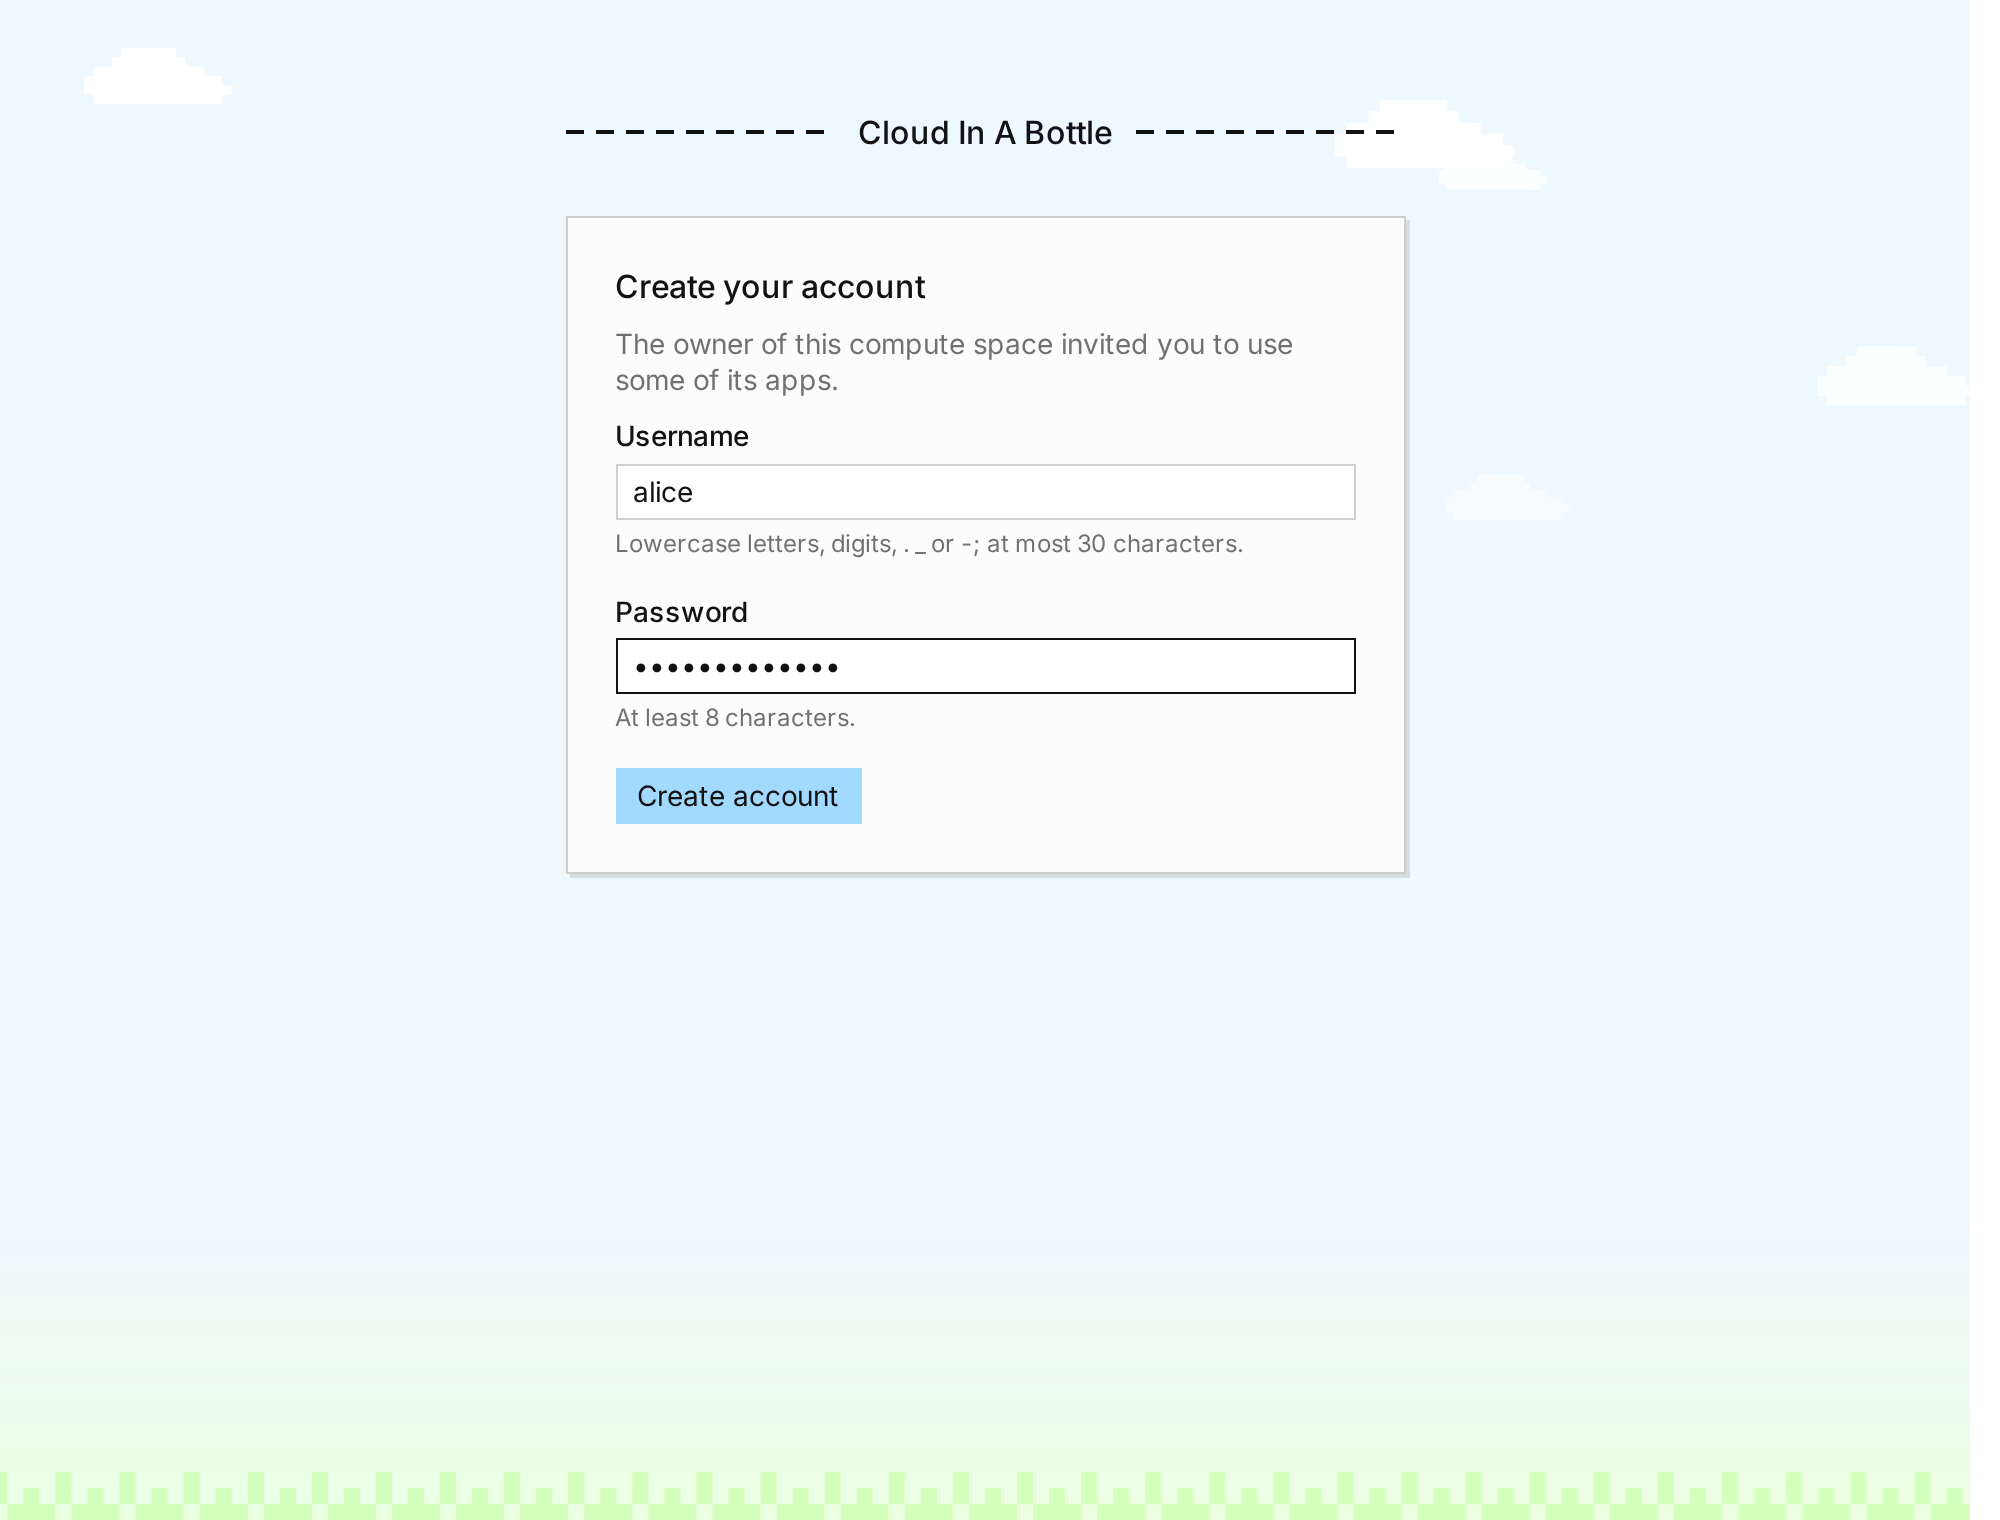 Cloud In A Bottle
Create your account
The owner of this compute space invited you to use
some of its apps.
Username
alice
Lowercase letters, digits, . _ or -; at most 30 characters.
Password
•••••••••••••
At least 8 characters.
Create account